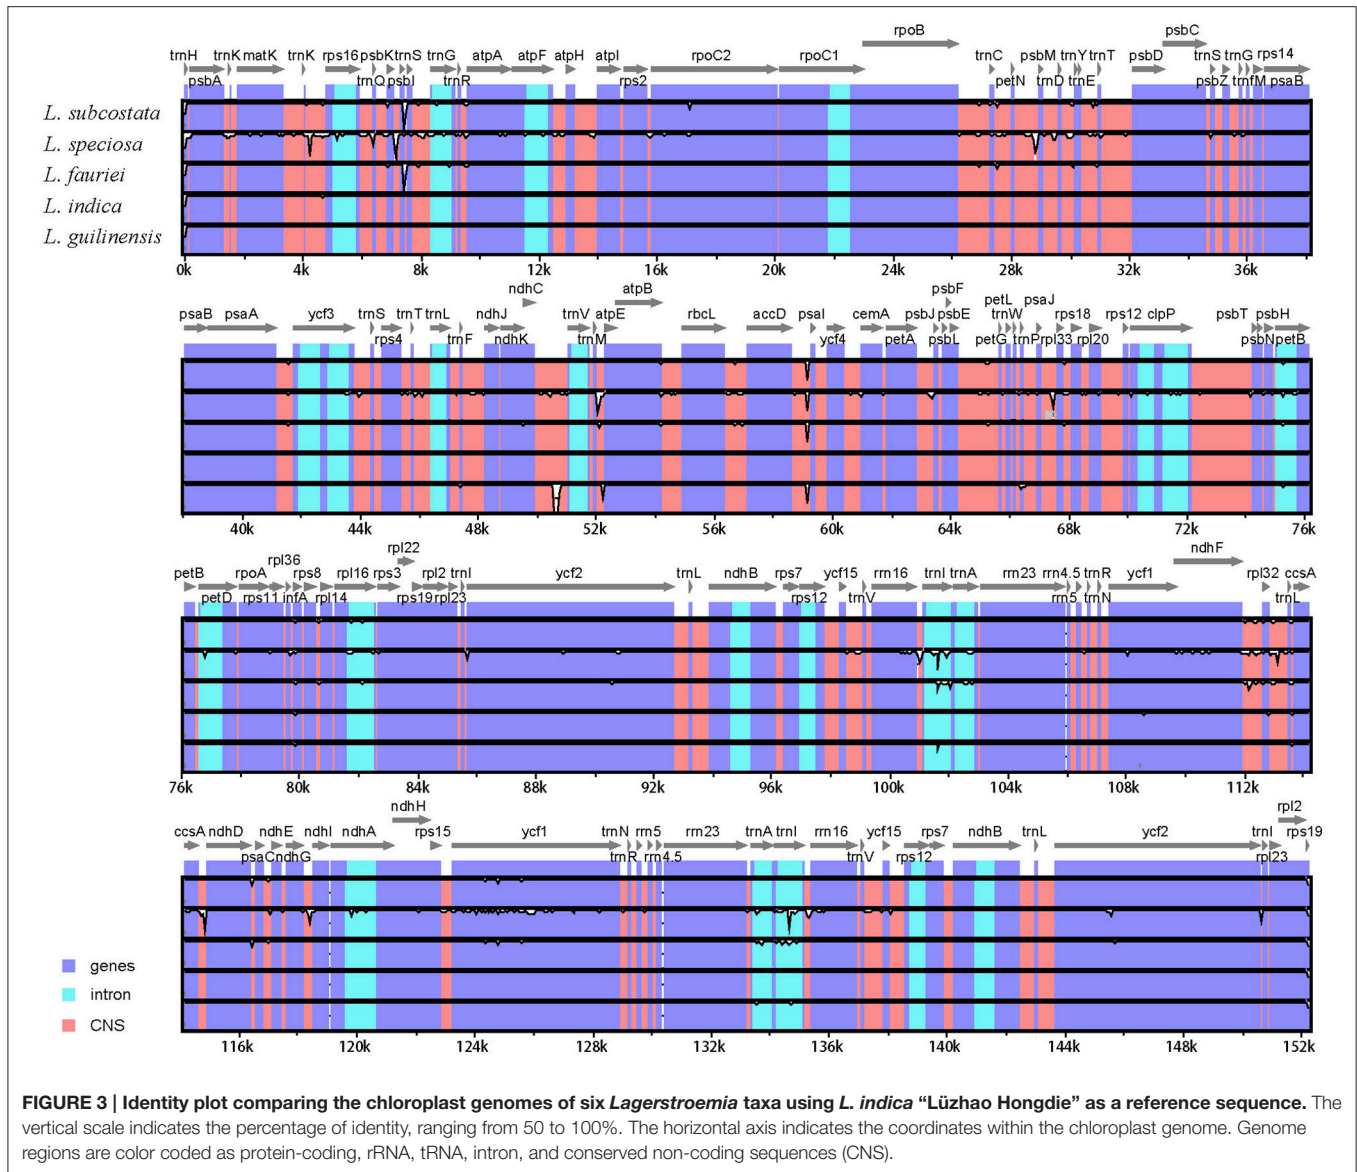 rpoB
psbC
trnH trnK matK trnK rps16 psbK trnS trnG atpA atpF atpH atpI rpoC2 rpoC1 trnC psbM trnY trnT psbD trnS trnG rps14
psbA trnQ psbI trnR rps2 petN trnD trnE psbZ trnfM psaB
L. subcostata
L. speciosa
L. fauriei
L. indica
L. guilinensis
0k 4k 8k 12k 16k 20k 24k 28k 32k 36k
ndhC atpB psbF
psaB psaA ycf3 trnS trnT trnL ndhJ trnV atpE rbcL accD psaI cemA psbJ psbE petL trnW psaJ rps18 rps12 clpP psbT psbH
rps4 trnF ndhK trnM ycf4 petA psbL petG trnP rpl33 rpl20 psbN petB
40k 44k 48k 52k 56k 60k 64k 68k 72k 76k
rpl22 ndhF
rpl36
petB rpoA rps8 rpl16 rps3 rpl2 trnI ycf2 trnL ndhB rps7 ycf15 rrn16 trnI trnA rrn23 rrn4.5 trnR ycf1 rpl32 ccsA
petD rps11 infA rpl14 rps19 rpl23 rps12 trnV rrn5 trnN trnL
76k 80k 84k 88k 92k 96k 100k 104k 108k 112k
ndhH rpl2
ccsA ndhD ndhE ndhI ndhA rps15 ycf1 trnN rrn5 rrn23 trnA trnI rrn16 ycf15 rps7 ndhB trnL ycf2 trnI rps19
psaC ndhG trnR rrn4.5 trnV rps12 rpl23
genes
intron
CNS
116k 120k 124k 128k 132k 136k 140k 144k 148k 152k
FIGURE 3 | Identity plot comparing the chloroplast genomes of six Lagerstroemia taxa using L. indica “Lüzhao Hongdie” as a reference sequence. The
vertical scale indicates the percentage of identity, ranging from 50 to 100%. The horizontal axis indicates the coordinates within the chloroplast genome. Genome
regions are color coded as protein-coding, rRNA, tRNA, intron, and conserved non-coding sequences (CNS).